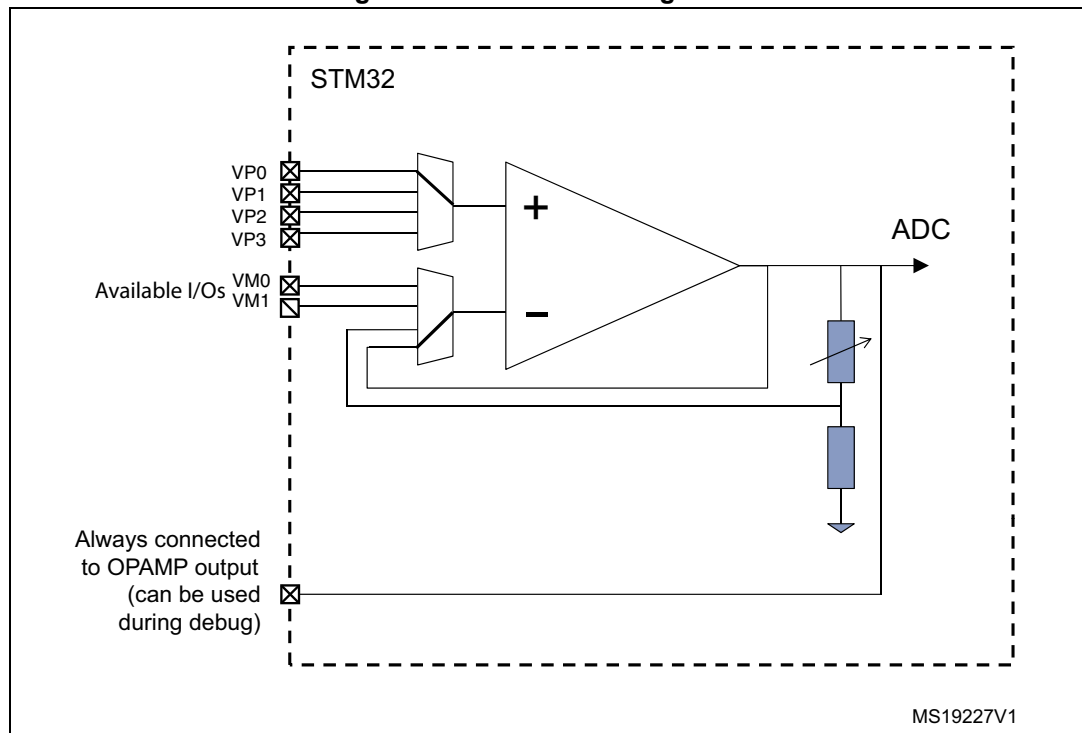 STM32
VP0
VP1
VP2
VP3
Available I/Os
VM0
VM1
+
−
ADC
Always connected
to OPAMP output
(can be used
during debug)
MS19227V1